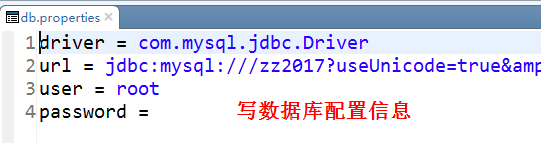 db.properties
1 driver = com.mysql.jdbc.Driver
2 url = jdbc:mysql:///zz2017?useUnicode=true&amp
3 user = root
4 password = 写数据库配置信息